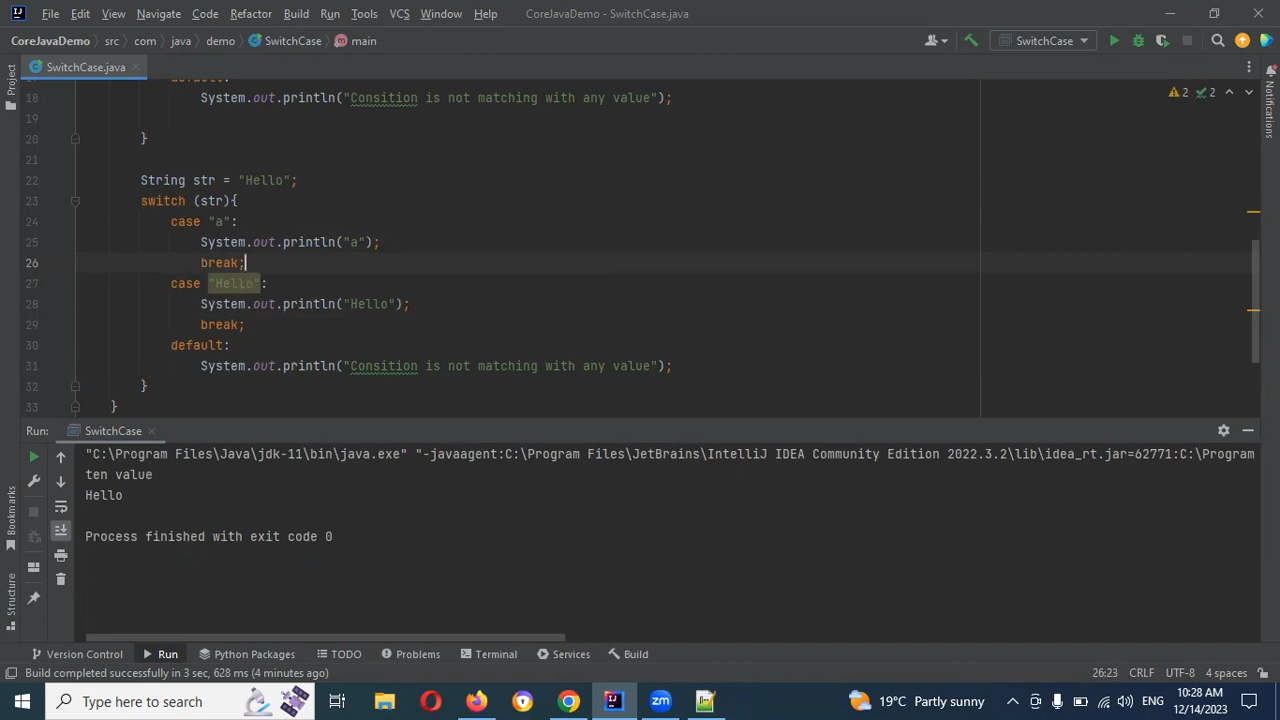 File Edit View Navigate Code Refactor Build Run Tools VCS Window Help CoreJavaDemo - SwitchCase.java
CoreJavaDemo src com java demo SwitchCase main SwitchCase
SwitchCase.java
Project
Notifications
default:
2 2
18 System.out.println("Consition is not matching with any value");
19
20 }
21
22 String str = "Hello";
23 switch (str){
24 case "a":
25 System.out.println("a");
26 break;
27 case "Hello":
28 System.out.println("Hello");
29 break;
30 default:
31 System.out.println("Consition is not matching with any value");
32 }
33 }
Run: SwitchCase
"C:\Program Files\Java\jdk-11\bin\java.exe" "-javaagent:C:\Program Files\JetBrains\IntelliJ IDEA Community Edition 2022.3.2\lib\idea_rt.jar=62771:C:\Program
ten value
Hello
Process finished with exit code 0
Bookmarks
Structure
Version Control Run Python Packages TODO Problems Terminal Services Build
Build completed successfully in 3 sec, 628 ms (4 minutes ago) 26:23 CRLF UTF-8 4 spaces
Type here to search 19°C Partly sunny ENG 10:28 AM
12/14/2023